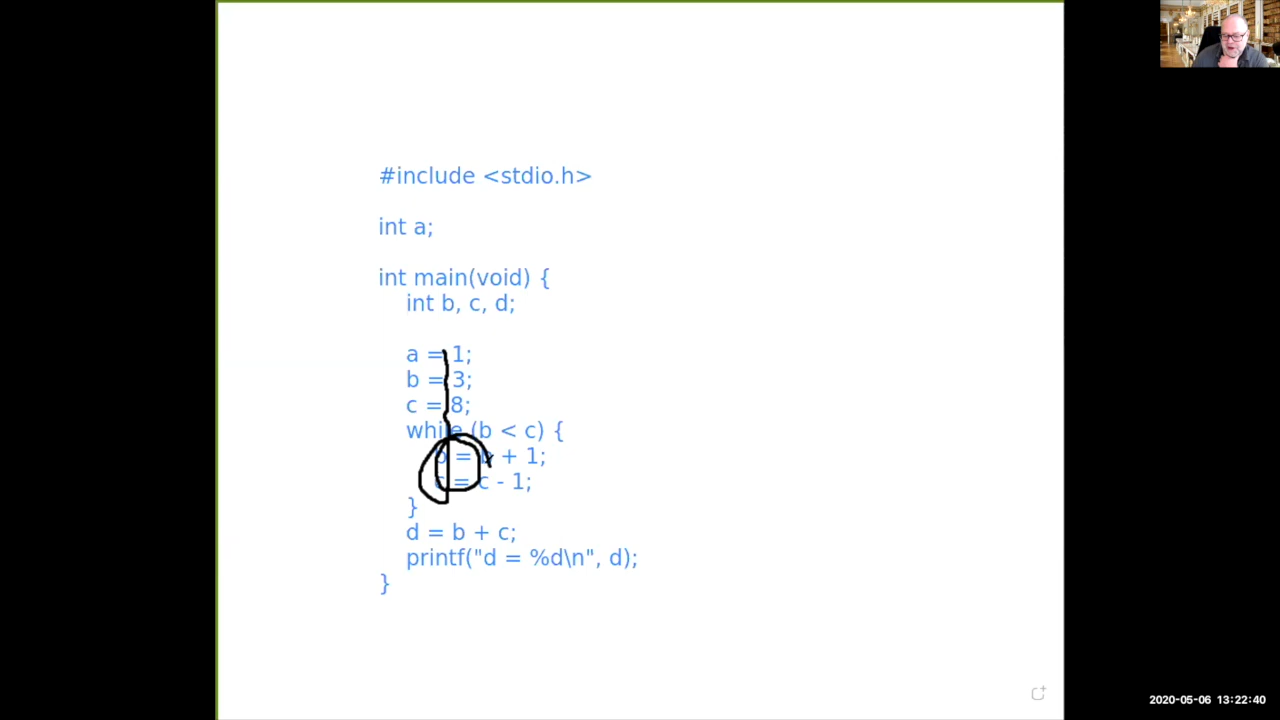 #include <stdio.h>
int a;
int main(void) {
int b, c, d;
a = 1;
b = 3;
c = 8;
while (b < c) {
b = b + 1;
c = c - 1;
}
d = b + c;
printf("d = %d\n", d);
}
2020-05-06 13:22:40